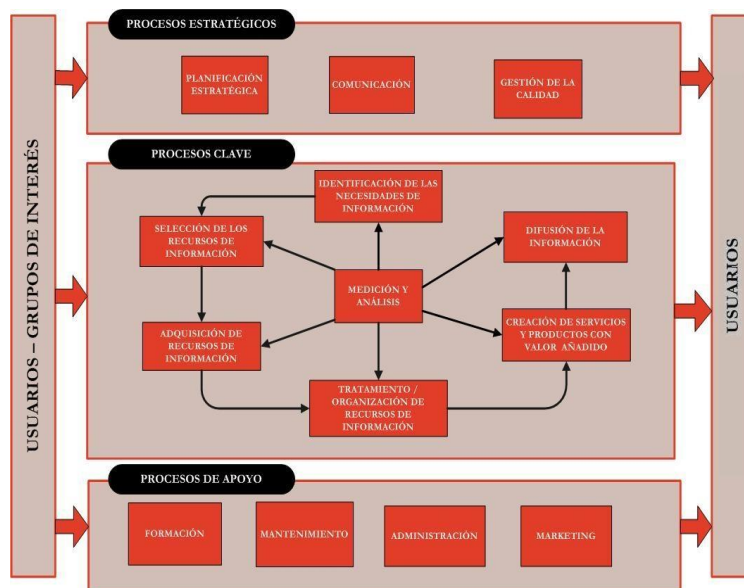 PROCESOS ESTRATÉGICOS
PLANIFICACIÓN
ESTRATÉGICA
COMUNICACIÓN
GESTIÓN DE LA
CALIDAD
USUARIOS – GRUPOS DE INTERÉS
PROCESOS CLAVE
IDENTIFICACIÓN DE LAS
NECESIDADES DE
INFORMACIÓN
SELECCIÓN DE LOS
RECURSOS DE
INFORMACIÓN
DIFUSIÓN DE LA
INFORMACIÓN
MEDICIÓN Y
ANÁLISIS
ADQUISICIÓN DE
RECURSOS DE
INFORMACIÓN
CREACIÓN DE SERVICIOS
Y PRODUCTOS CON
VALOR AÑADIDO
TRATAMIENTO /
ORGANIZACIÓN DE
RECURSOS DE
INFORMACIÓN
USUARIOS
PROCESOS DE APOYO
FORMACIÓN
MANTENIMIENTO
ADMINISTRACIÓN
MARKETING